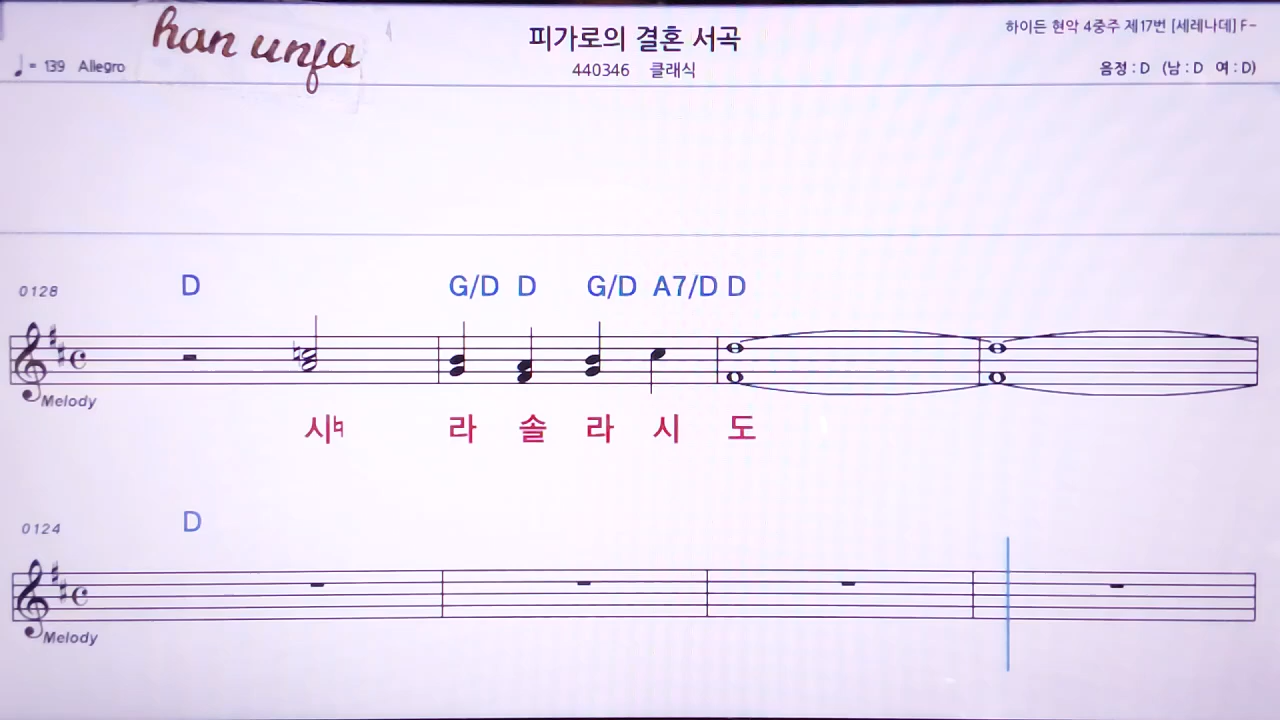 han unfa
피가로의 결혼 서곡
하이든 현악 4중주 제17번 [세레나데] F-
♩= 139 Allegro
440346 클래식
음정 : D (남 : D 여 : D)
0128 D G/D D G/D A7/D D
Melody
시♮ 라 솔 라 시 도
0124 D
Melody